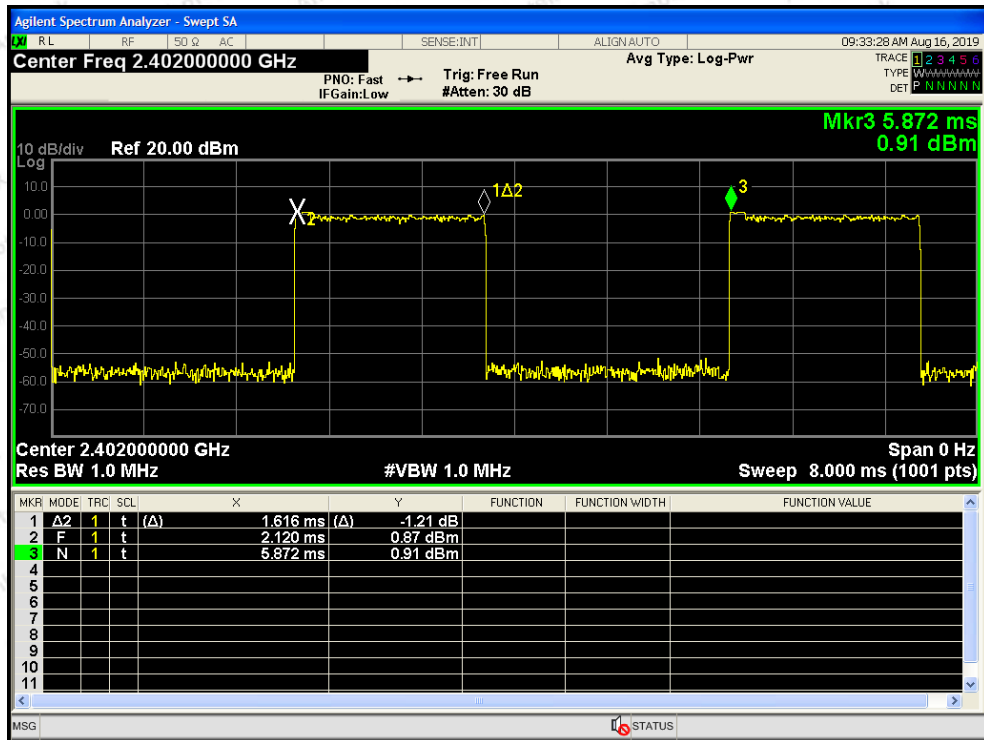 Agilent Spectrum Analyzer - Swept SA
LXI RL RF 50 Ω AC SENSE:INT ALIGNAUTO 09:33:28 AM Aug 16, 2019
Center Freq 2.402000000 GHz Avg Type: Log-Pwr TRACE 1 2 3 4 5 6
PNO: Fast Trig: Free Run TYPE WWWWWW
IFGain:Low #Atten: 30 dB DET P N N N N N
Mkr3 5.872 ms
10 dB/div Ref 20.00 dBm 0.91 dBm
Log
10.0
0.00
-10.0
-20.0
-30.0
-40.0
-50.0
-60.0
-70.0
2
1Δ2
3
Center 2.402000000 GHz Span 0 Hz
Res BW 1.0 MHz #VBW 1.0 MHz Sweep 8.000 ms (1001 pts)
MKR MODE TRC SCL X Y FUNCTION FUNCTION WIDTH FUNCTION VALUE
1 Δ2 1 t (Δ) 1.616 ms (Δ) -1.21 dB
2 F 1 t 2.120 ms 0.87 dBm
3 N 1 t 5.872 ms 0.91 dBm
4
5
6
7
8
9
10
11
MSG STATUS